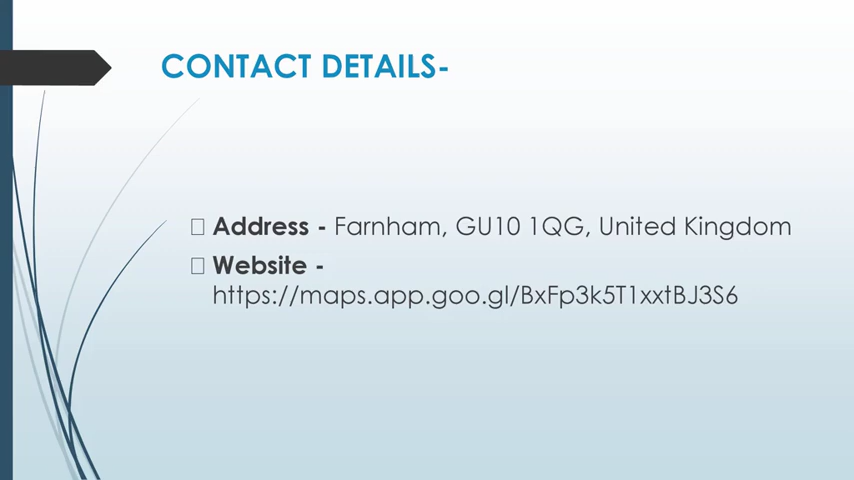 CONTACT DETAILS-
Address - Farnham, GU10 1QG, United Kingdom
Website -
https://maps.app.goo.gl/BxFp3k5T1xxtBJ3S6